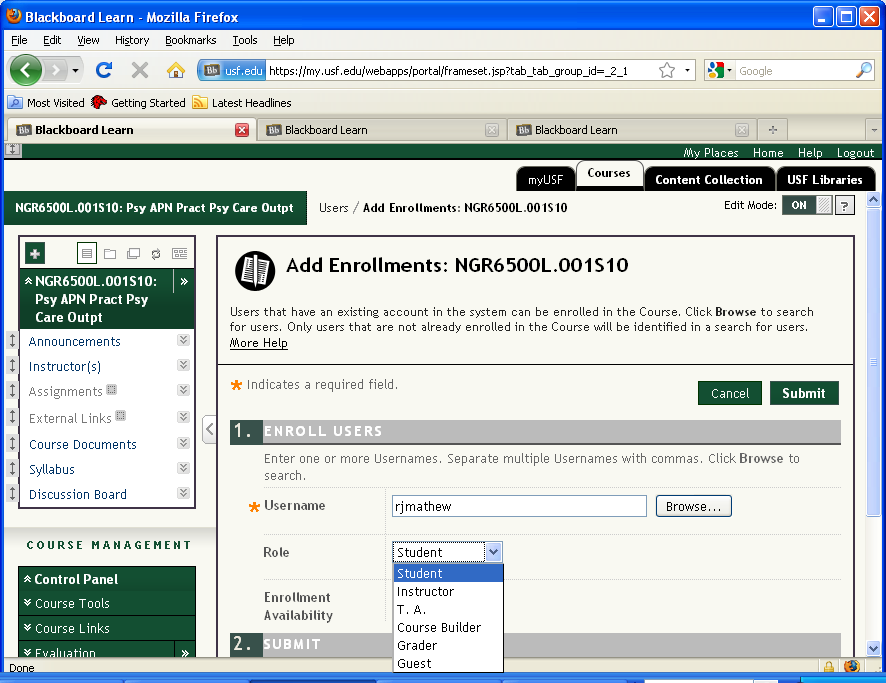 Blackboard Learn - Mozilla Firefox
File Edit View History Bookmarks Tools Help
Bb usf.edu https://my.usf.edu/webapps/portal/frameset.jsp?tab_tab_group_id=_2_1 Google
Most Visited Getting Started Latest Headlines
Bb Blackboard Learn Bb Blackboard Learn Bb Blackboard Learn
My Places Home Help Logout
myUSF Courses Content Collection USF Libraries
NGR6500L.001S10: Psy APN Pract Psy Care Outpt Users / Add Enrollments: NGR6500L.001S10 Edit Mode: ON ?
NGR6500L.001S10:
Psy APN Pract Psy
Care Outpt
Announcements
Instructor(s)
Assignments
External Links
Course Documents
Syllabus
Discussion Board
COURSE MANAGEMENT
Control Panel
Course Tools
Course Links
Evaluation
Add Enrollments: NGR6500L.001S10
Users that have an existing account in the system can be enrolled in the Course. Click Browse to search
for users. Only users that are not already enrolled in the Course will be identified in a search for users.
More Help
Indicates a required field.
Cancel Submit
1. ENROLL USERS
Enter one or more Usernames. Separate multiple Usernames with commas. Click Browse to
search.
Username rjmathew Browse...
Role Student
Student
Instructor
T. A.
Course Builder
Grader
Guest
Enrollment
Availability
2. SUBMIT
Done